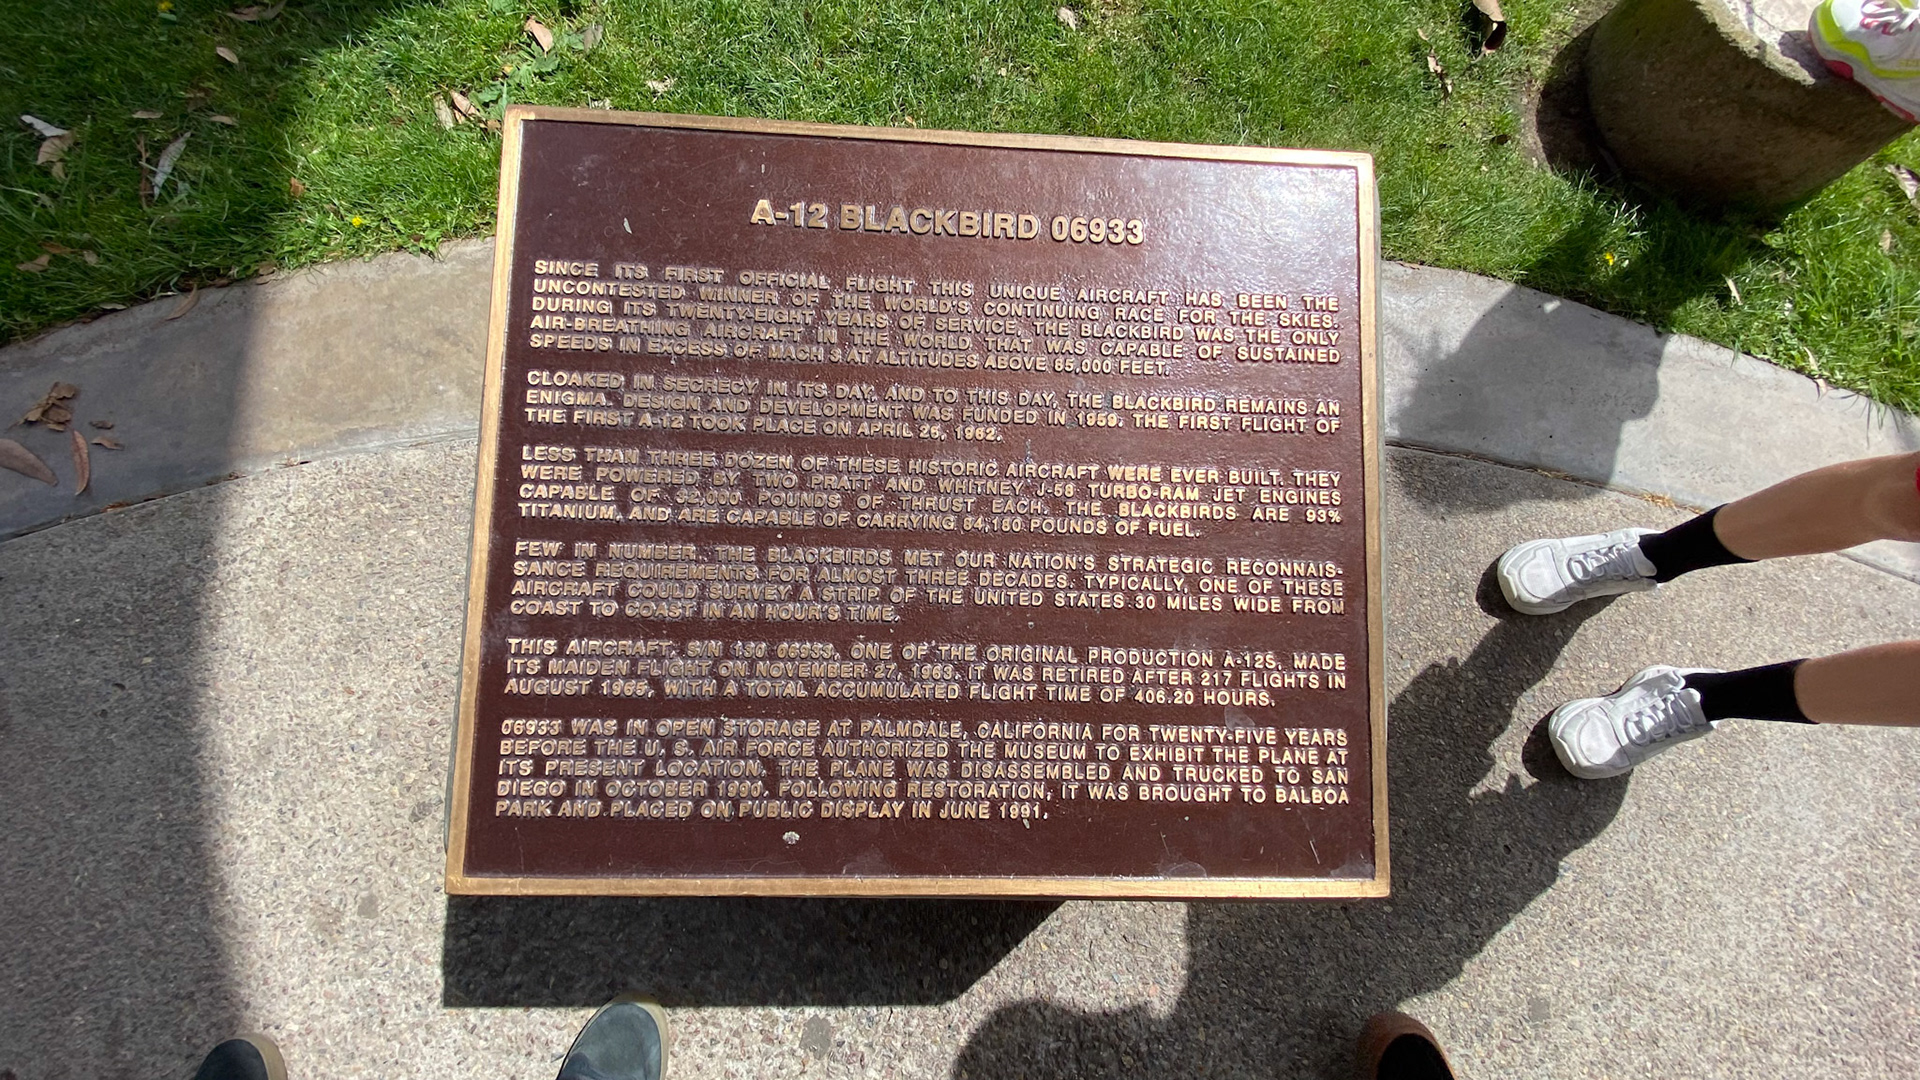 A-12 BLACKBIRD 06933
SINCE ITS FIRST OFFICIAL FLIGHT THIS UNIQUE AIRCRAFT HAS BEEN THE
UNCONTESTED WINNER OF THE WORLD'S CONTINUING RACE FOR THE SKIES.
DURING ITS TWENTY-EIGHT YEARS OF SERVICE, THE BLACKBIRD WAS THE ONLY
AIR-BREATHING AIRCRAFT IN THE WORLD THAT WAS CAPABLE OF SUSTAINED
SPEEDS IN EXCESS OF MACH 3 AT ALTITUDES ABOVE 85,000 FEET.
CLOAKED IN SECRECY IN ITS DAY, AND TO THIS DAY, THE BLACKBIRD REMAINS AN
ENIGMA. DESIGN AND DEVELOPMENT WAS FUNDED IN 1959. THE FIRST FLIGHT OF
THE FIRST A-12 TOOK PLACE ON APRIL 26, 1962.
LESS THAN THREE DOZEN OF THESE HISTORIC AIRCRAFT WERE EVER BUILT. THEY
WERE POWERED BY TWO PRATT AND WHITNEY J-58 TURBO-RAM JET ENGINES
CAPABLE OF 32,000 POUNDS OF THRUST EACH. THE BLACKBIRDS ARE 93%
TITANIUM, AND ARE CAPABLE OF CARRYING 84,180 POUNDS OF FUEL.
FEW IN NUMBER, THE BLACKBIRDS MET OUR NATION'S STRATEGIC RECONNAIS-
SANCE REQUIREMENTS FOR ALMOST THREE DECADES. TYPICALLY, ONE OF THESE
AIRCRAFT COULD SURVEY A STRIP OF THE UNITED STATES 30 MILES WIDE FROM
COAST TO COAST IN AN HOUR'S TIME.
THIS AIRCRAFT, S/N 130 06933, ONE OF THE ORIGINAL PRODUCTION A-12S, MADE
ITS MAIDEN FLIGHT ON NOVEMBER 27, 1963. IT WAS RETIRED AFTER 217 FLIGHTS IN
AUGUST 1965, WITH A TOTAL ACCUMULATED FLIGHT TIME OF 406.20 HOURS.
06933 WAS IN OPEN STORAGE AT PALMDALE, CALIFORNIA FOR TWENTY-FIVE YEARS
BEFORE THE U. S. AIR FORCE AUTHORIZED THE MUSEUM TO EXHIBIT THE PLANE AT
ITS PRESENT LOCATION. THE PLANE WAS DISASSEMBLED AND TRUCKED TO SAN
DIEGO IN OCTOBER 1990. FOLLOWING RESTORATION, IT WAS BROUGHT TO BALBOA
PARK AND PLACED ON PUBLIC DISPLAY IN JUNE 1991.